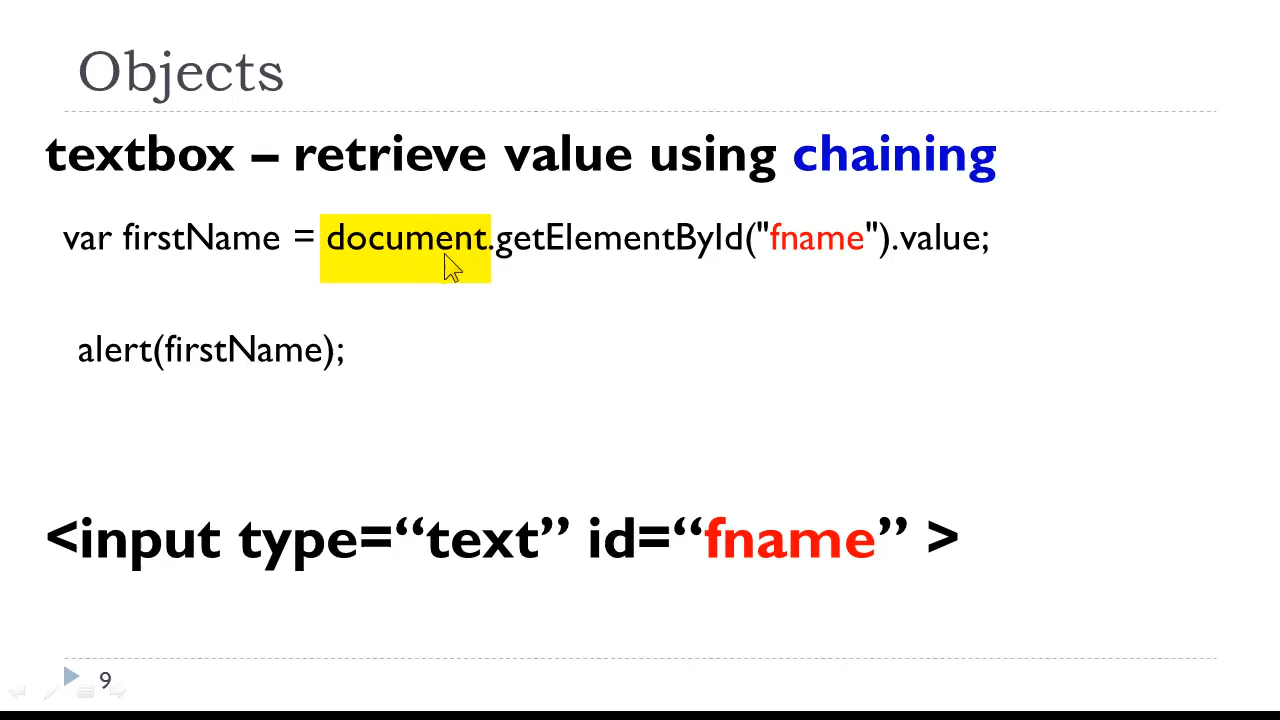 Objects
textbox – retrieve value using chaining
var firstName = document.getElementById("fname").value;
alert(firstName);
<input type=“text” id=“fname” >
9